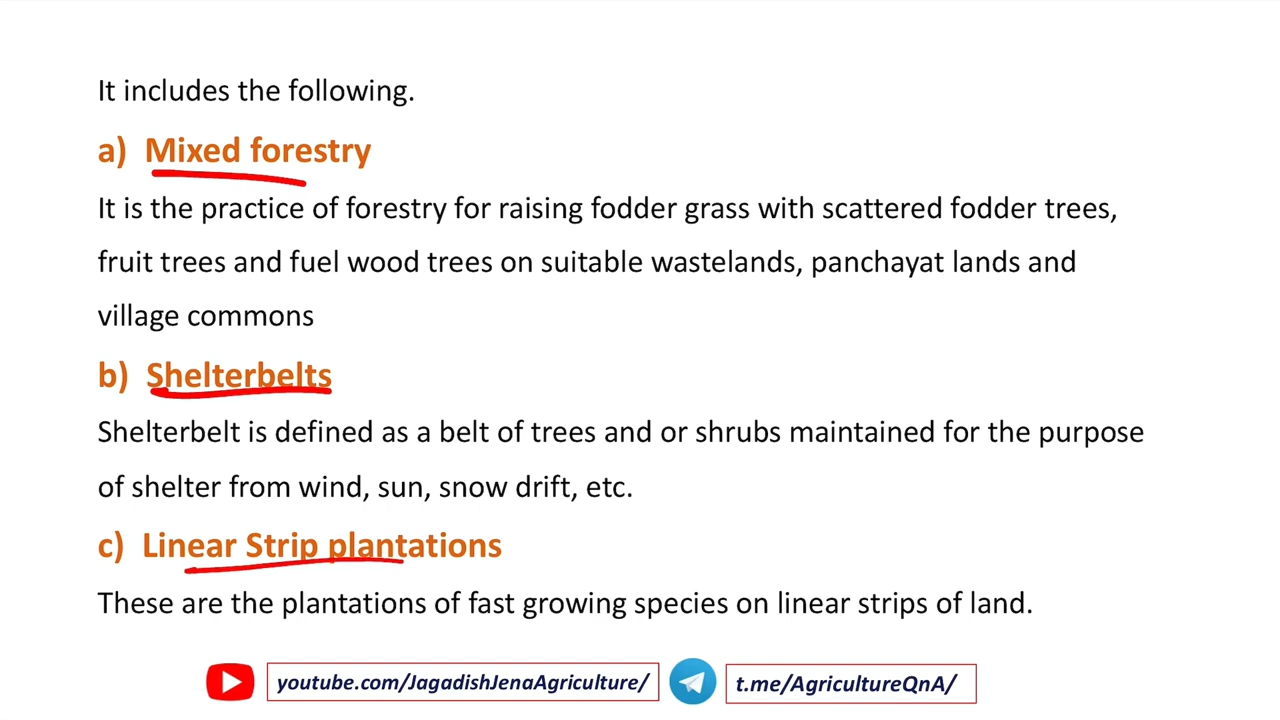 It includes the following.
a) Mixed forestry
It is the practice of forestry for raising fodder grass with scattered fodder trees,
fruit trees and fuel wood trees on suitable wastelands, panchayat lands and
village commons
b) Shelterbelts
Shelterbelt is defined as a belt of trees and or shrubs maintained for the purpose
of shelter from wind, sun, snow drift, etc.
c) Linear Strip plantations
These are the plantations of fast growing species on linear strips of land.
youtube.com/JagadishJenaAgriculture/ t.me/AgricultureQnA/